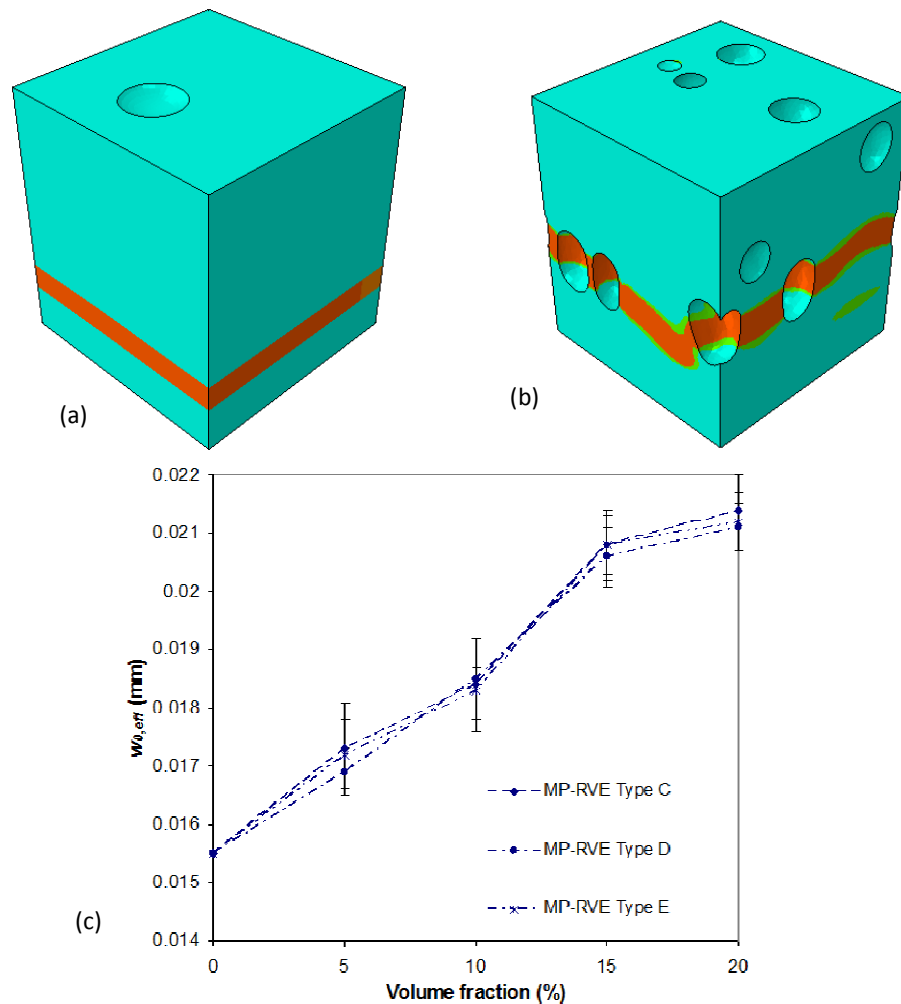 (a)
(b)
0.022
0.021
0.02
0.019
0.018
0.017
0.016
0.015
0.014
w0,eff (mm)
MP-RVE Type C
MP-RVE Type D
MP-RVE Type E
(c)
0 5 10 15 20
Volume fraction (%)